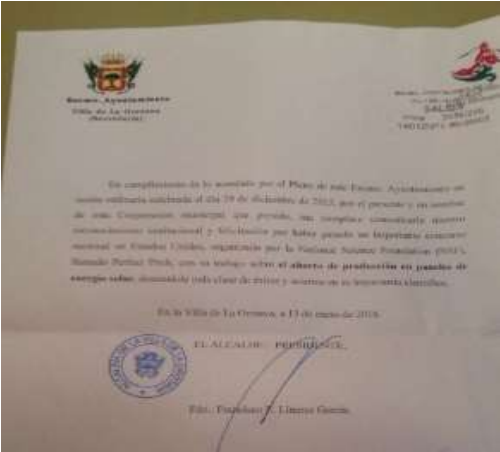 Excmo. Ayuntamiento
Villa de La Orotava
(Secretaría)
SALIDA
En cumplimiento de lo acordado por el Pleno de este Excmo. Ayuntamiento en
sesión ordinaria celebrada el día 29 de diciembre de 2015, por el presente y en nombre
de esta Corporación municipal que presido, me complace comunicarle nuestro
reconocimiento institucional y felicitación por haber ganado un importante concurso
nacional en Estados Unidos, organizado por la National Science Foundation (NSF),
llamado Perfect Pitch, con su trabajo sobre el ahorro de producción en paneles de
energía solar, deseándole toda clase de éxitos y aciertos en su trayectoria científica.
En la Villa de La Orotava, a 13 de enero de 2016.
EL ALCALDE PRESIDENTE,
Fdo.: Francisco Linares García